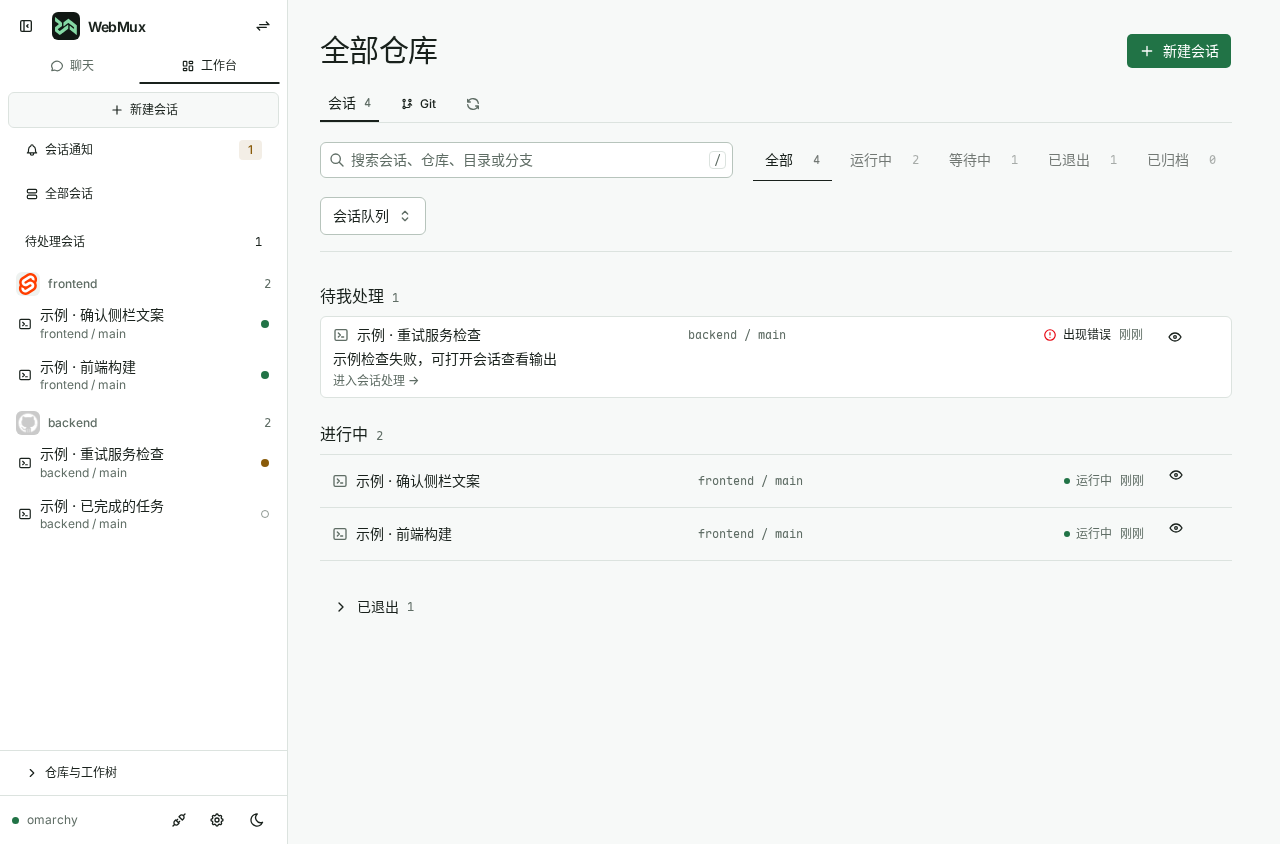 WebMux
聊天
工作台
新建会话
会话通知 1
全部会话
待处理会话 1
frontend 2
示例 · 确认侧栏文案
frontend / main
示例 · 前端构建
frontend / main
backend 2
示例 · 重试服务检查
backend / main
示例 · 已完成的任务
backend / main
仓库与工作树
omarchy
全部仓库
新建会话
会话 4
Git
搜索会话、仓库、目录或分支 /
全部 4
运行中 2
等待中 1
已退出 1
已归档 0
会话队列
待我处理 1
示例 · 重试服务检查 backend / main 出现错误 刚刚
示例检查失败，可打开会话查看输出
进入会话处理 →
进行中 2
示例 · 确认侧栏文案 frontend / main 运行中 刚刚
示例 · 前端构建 frontend / main 运行中 刚刚
已退出 1